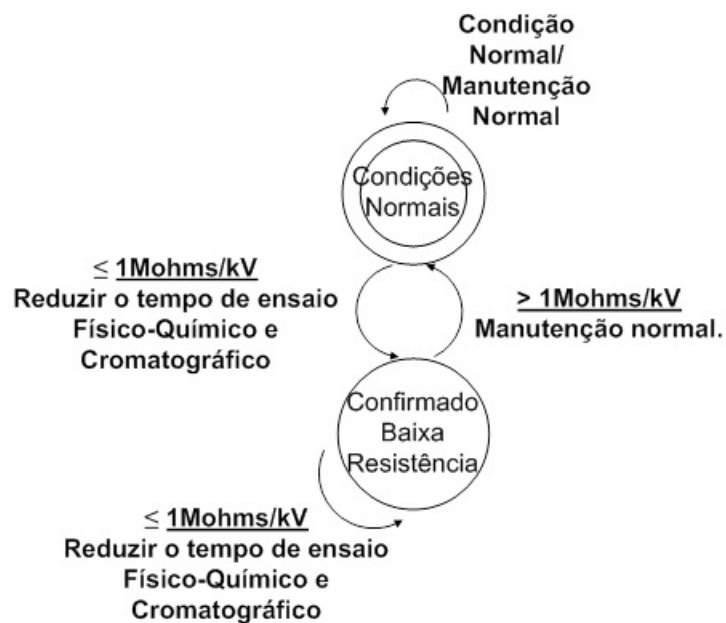 Condição
Normal/
Manutenção
Normal
Condições
Normais
≤ 1Mohms/kV
Reduzir o tempo de ensaio
Físico-Químico e
Cromatográfico
> 1Mohms/kV
Manutenção normal.
Confirmado
Baixa
Resistência
≤ 1Mohms/kV
Reduzir o tempo de ensaio
Físico-Químico e
Cromatográfico